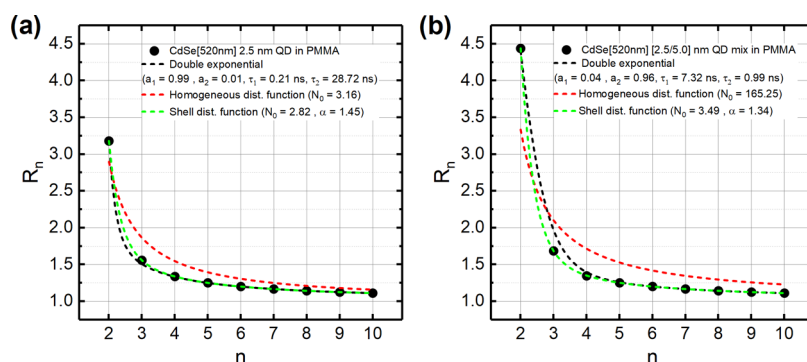 (a)
4.5
4.0
3.5
3.0
2.5
2.0
1.5
1.0
Rn
CdSe[520nm] 2.5 nm QD in PMMA
Double exponential
(a1 = 0.99 , a2 = 0.01, τ1 = 0.21 ns, τ2 = 28.72 ns)
Homogeneous dist. function (N0 = 3.16)
Shell dist. function (N0 = 2.82 , α = 1.45)
2 3 4 5 6 7 8 9 10
n
(b)
4.5
4.0
3.5
3.0
2.5
2.0
1.5
1.0
Rn
CdSe[520nm] [2.5/5.0] nm QD mix in PMMA
Double exponential
(a1 = 0.04 , a2 = 0.96, τ1 = 7.32 ns, τ2 = 0.99 ns)
Homogeneous dist. function (N0 = 165.25)
Shell dist. function (N0 = 3.49 , α = 1.34)
2 3 4 5 6 7 8 9 10
n